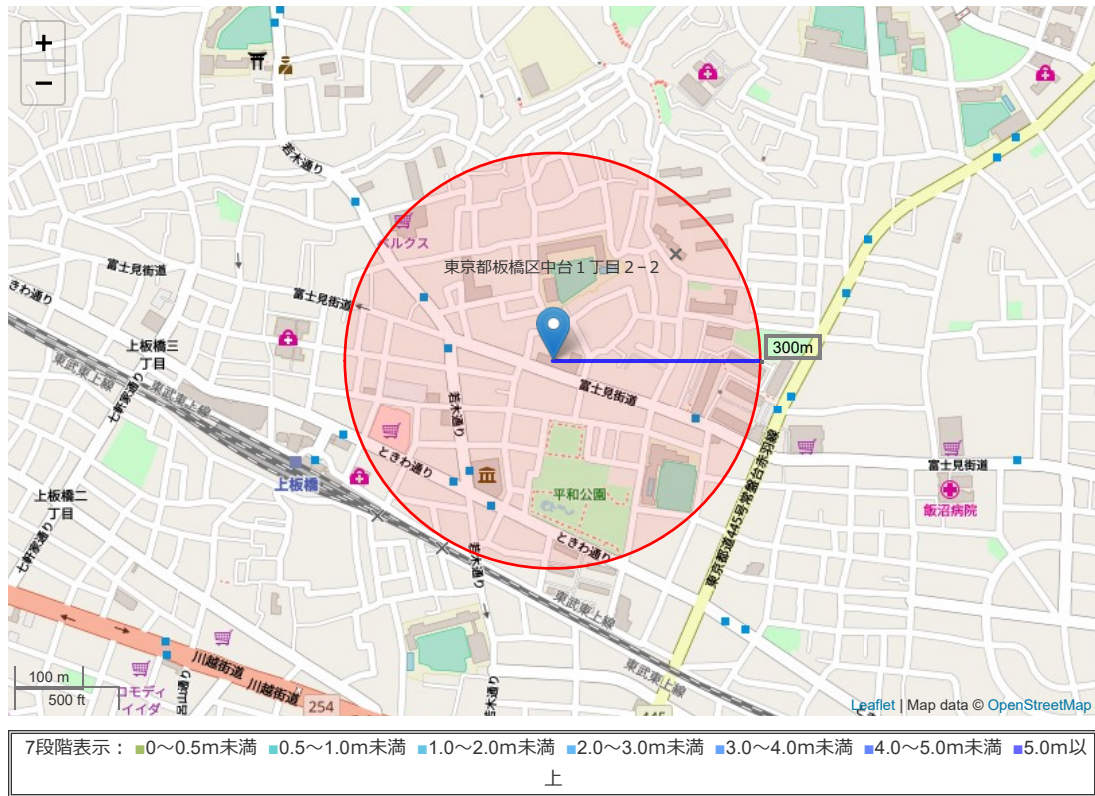 +
−
若木通り
ベルクス
東京都板橋区中台１丁目２−２
富士見街道
富士見街道
ときわ通り
上板橋三
丁目
東武東上線
東武東上線
七軒家通り
300m
富士見街道
若木通り
ときわ通り
上板橋
平和公園
富士見街道
飯沼病院
上板橋二
丁目
七軒家通り
ときわ通り
若木通り
東京都道445号常盤台赤羽線
東武東上線
東武東上線
川越街道
川越街道
254
コモディ
イイダ
若木通り
445
100 m
500 ft
Leaflet | Map data © OpenStreetMap
7段階表示： 0～0.5m未満 0.5～1.0m未満 1.0～2.0m未満 2.0～3.0m未満 3.0～4.0m未満 4.0～5.0m未満 5.0m以
上